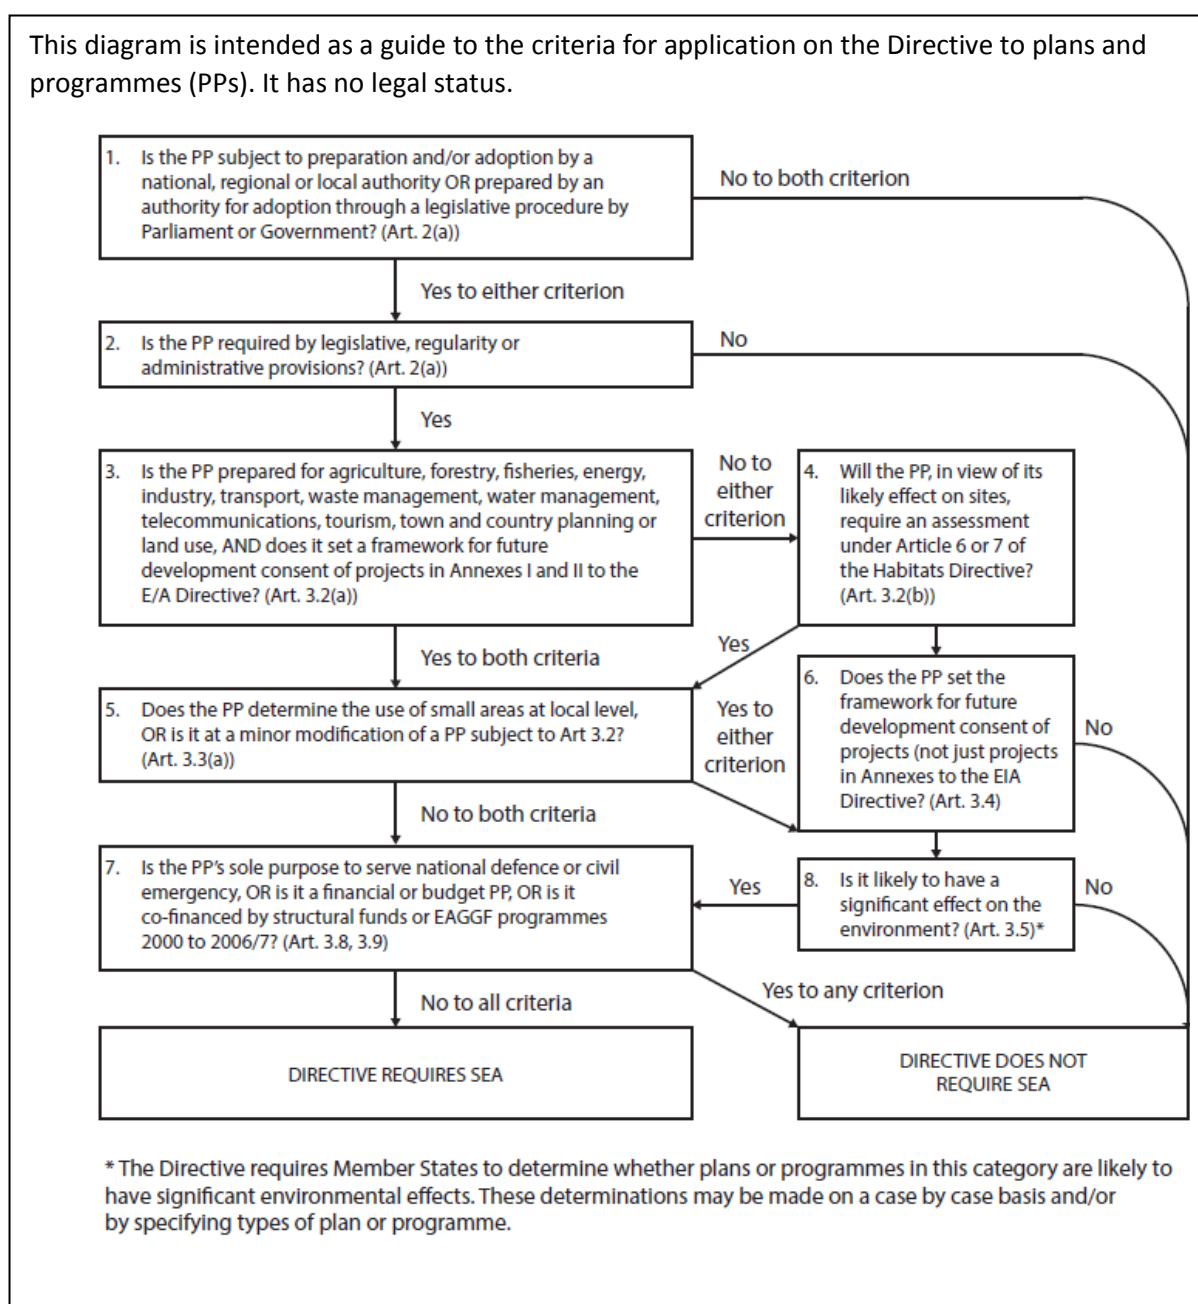 This diagram is intended as a guide to the criteria for application on the Directive to plans and
programmes (PPs). It has no legal status.
1. Is the PP subject to preparation and/or adoption by a
national, regional or local authority OR prepared by an
authority for adoption through a legislative procedure by
Parliament or Government? (Art. 2(a))
No to both criterion
Yes to either criterion
2. Is the PP required by legislative, regularity or
administrative provisions? (Art. 2(a))
No
Yes
3. Is the PP prepared for agriculture, forestry, fisheries, energy,
industry, transport, waste management, water management,
telecommunications, tourism, town and country planning or
land use, AND does it set a framework for future
development consent of projects in Annexes I and II to the
E/A Directive? (Art. 3.2(a))
No to
either
criterion
4. Will the PP, in view of its
likely effect on sites,
require an assessment
under Article 6 or 7 of
the Habitats Directive?
(Art. 3.2(b))
Yes to both criteria
Yes
5. Does the PP determine the use of small areas at local level,
OR is it at a minor modification of a PP subject to Art 3.2?
(Art. 3.3(a))
Yes to
either
criterion
6. Does the PP set the
framework for future
development consent of
projects (not just projects
in Annexes to the EIA
Directive? (Art. 3.4)
No
No to both criteria
7. Is the PP's sole purpose to serve national defence or civil
emergency, OR is it a financial or budget PP, OR is it
co-financed by structural funds or EAGGF programmes
2000 to 2006/7? (Art. 3.8, 3.9)
Yes
8. Is it likely to have a
significant effect on the
environment? (Art. 3.5)*
No
No to all criteria
Yes to any criterion
DIRECTIVE REQUIRES SEA
DIRECTIVE DOES NOT
REQUIRE SEA
* The Directive requires Member States to determine whether plans or programmes in this category are likely to
have significant environmental effects. These determinations may be made on a case by case basis and/or
by specifying types of plan or programme.